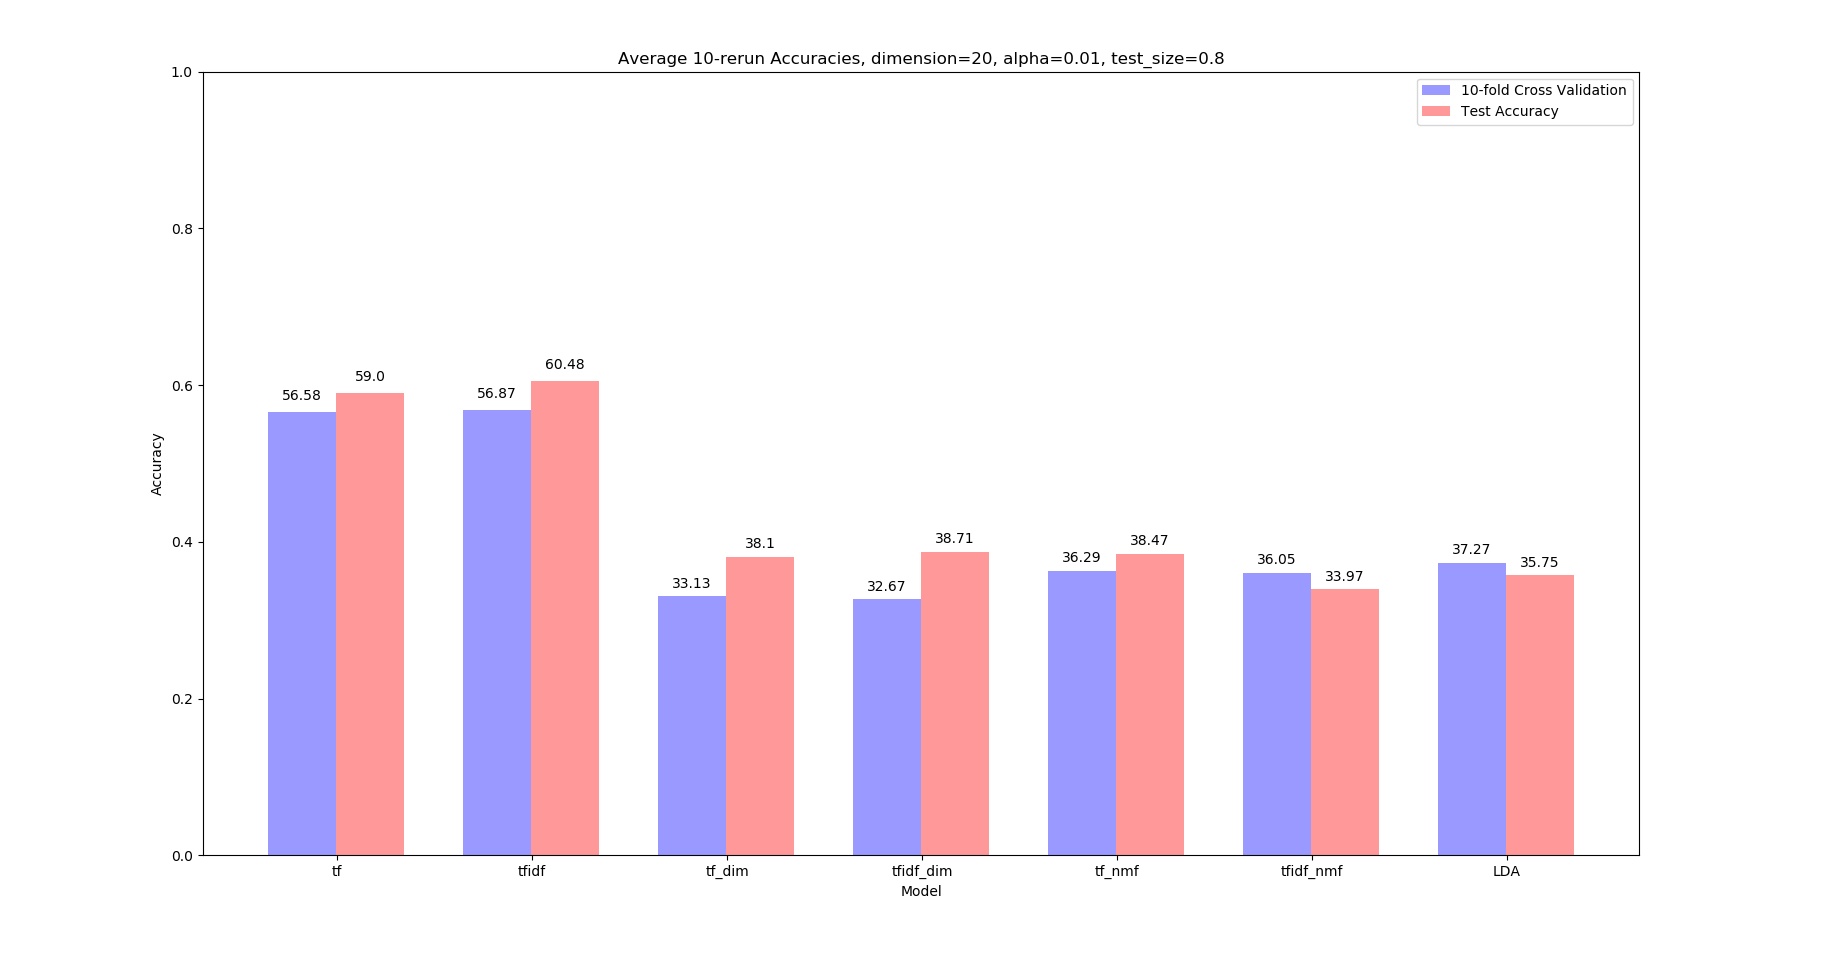 Average 10-rerun Accuracies, dimension=20, alpha=0.01, test_size=0.8
10-fold Cross Validation
Test Accuracy
1.0
0.8
0.6
0.4
0.2
0.0
Accuracy
56.58
59.0
56.87
60.48
33.13
38.1
32.67
38.71
36.29
38.47
36.05
33.97
37.27
35.75
tf
tfidf
tf_dim
tfidf_dim
tf_nmf
tfidf_nmf
LDA
Model